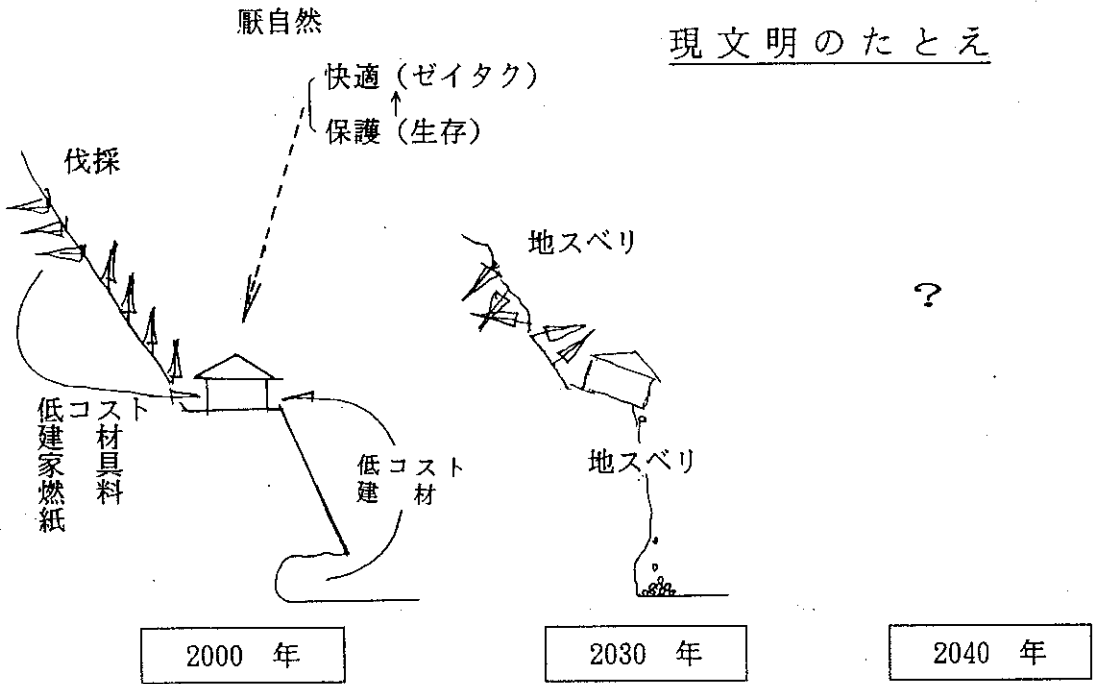 現文明のたとえ
厭自然
快適 (ゼイタク)
↑
保護 (生存)
伐採
低コスト
建材
家具
燃料
紙
低コスト
建材
地スベリ
地スベリ
?
2000 年
2030 年
2040 年